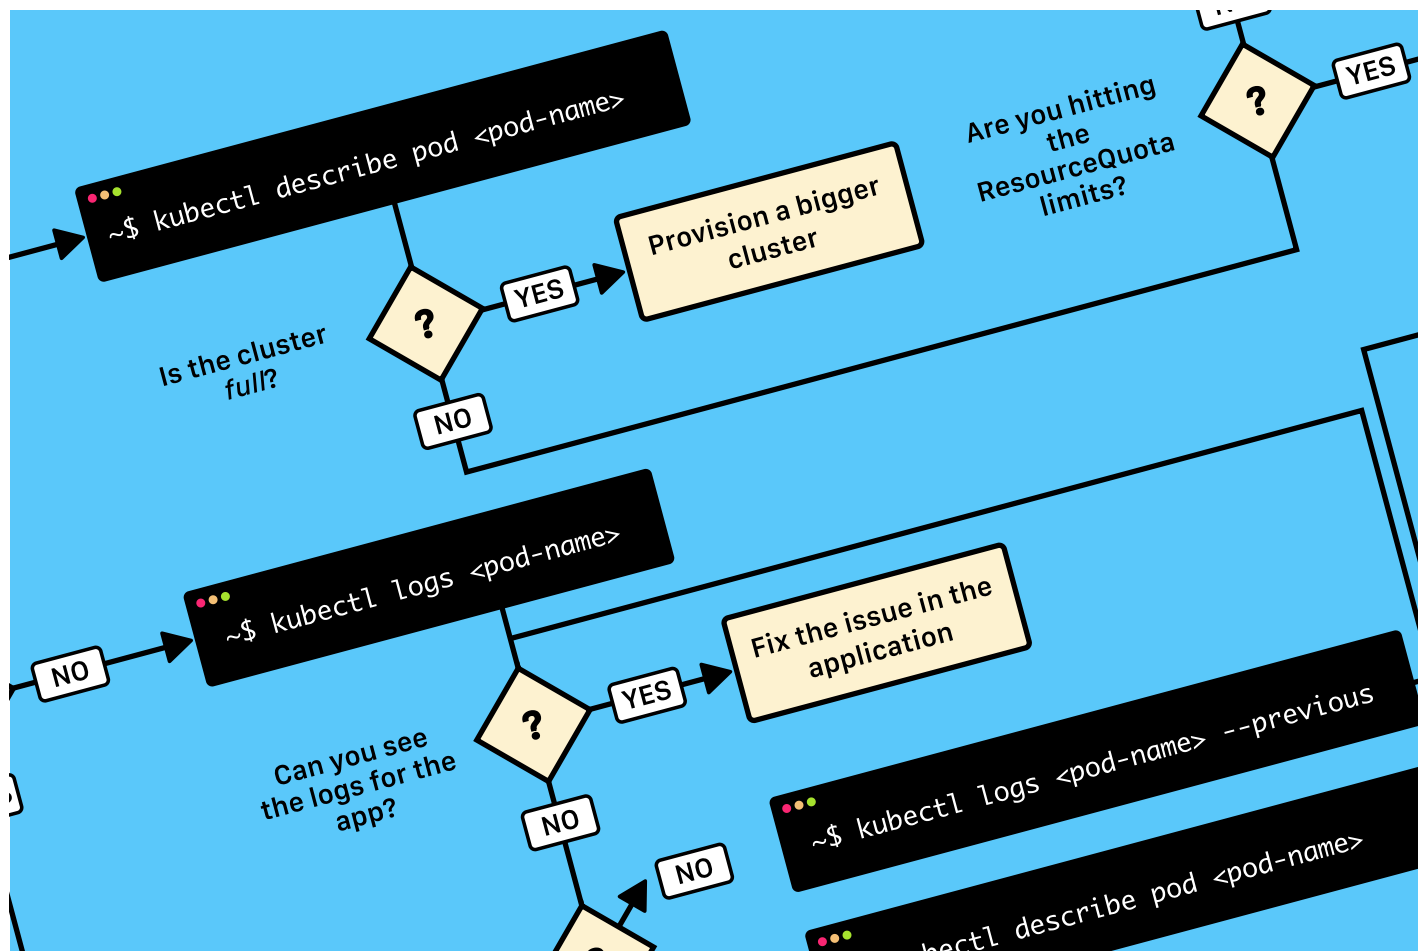 ~$ kubectl describe pod <pod-name>
?
YES
Are you hitting
the
ResourceQuota
limits?
Provision a bigger
cluster
?
YES
Is the cluster
full?
NO
~$ kubectl logs <pod-name>
NO
Fix the issue in the
application
?
YES
Can you see
the logs for the
app?
NO
~$ kubectl logs <pod-name> --previous
NO
describe pod <pod-name>